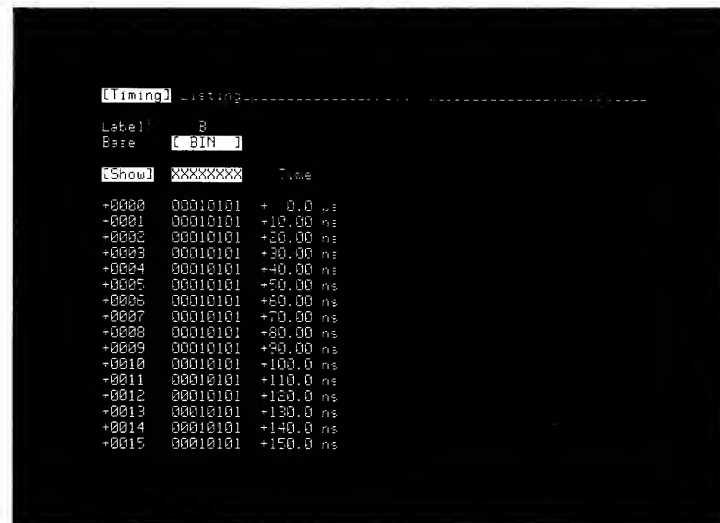 [Timing] Listing
Label B
Base [ BIN ]
[Show] XXXXXXXX Time
+0000 00010101 + 0.0 µs
+0001 00010101 +10.00 ns
+0002 00010101 +20.00 ns
+0003 00010101 +30.00 ns
+0004 00010101 +40.00 ns
+0005 00010101 +50.00 ns
+0006 00010101 +60.00 ns
+0007 00010101 +70.00 ns
+0008 00010101 +80.00 ns
+0009 00010101 +90.00 ns
+0010 00010101 +100.0 ns
+0011 00010101 +110.0 ns
+0012 00010101 +120.0 ns
+0013 00010101 +130.0 ns
+0014 00010101 +140.0 ns
+0015 00010101 +150.0 ns